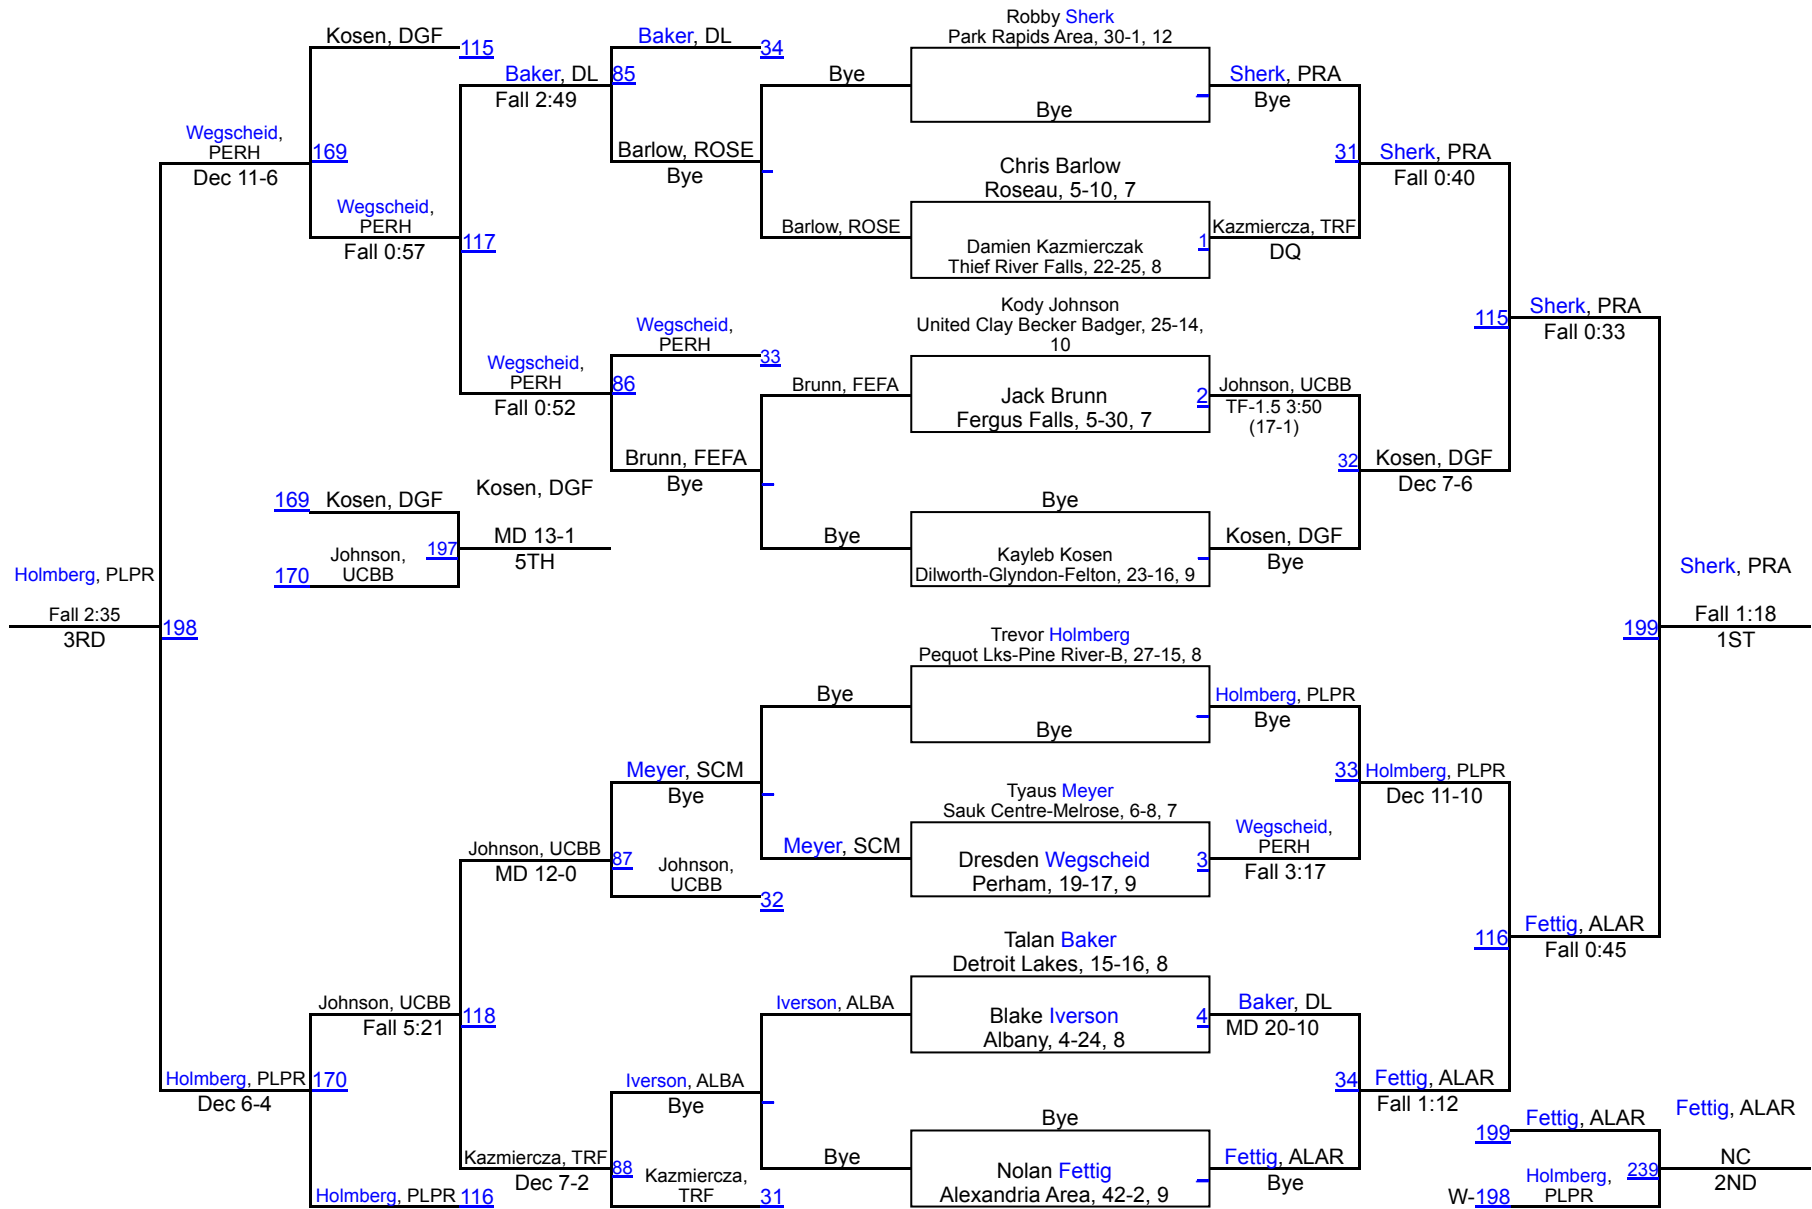 Kosen, DGF
115
Wegscheid,
PERH
169
Dec 11-6
Wegscheid,
PERH
Fall 0:57
117
Baker, DL
Fall 2:49
85
Baker, DL
34
Barlow, ROSE
Bye
Bye
Barlow, ROSE
Wegscheid,
PERH
Fall 0:52
86
Wegscheid,
PERH
33
Brunn, FEFA
Bye
Brunn, FEFA
Bye
169
Kosen, DGF
Johnson,
UCBB
170
197
Kosen, DGF
MD 13-1
5TH
Holmberg, PLPR
Fall 2:35
3RD
198
Johnson, UCBB
MD 12-0
87
Meyer, SCM
Bye
Bye
Meyer, SCM
Johnson,
UCBB
32
Johnson, UCBB
Fall 5:21
118
Holmberg, PLPR
Dec 6-4
170
Holmberg, PLPR
116
Kazmiercza, TRF
Dec 7-2
88
Iverson, ALBA
Bye
Iverson, ALBA
Bye
Kazmiercza,
TRF
31
Robby Sherk
Park Rapids Area, 30-1, 12
Bye
Chris Barlow
Roseau, 5-10, 7
Damien Kazmierczak
Thief River Falls, 22-25, 8
1
Kody Johnson
United Clay Becker Badger, 25-14,
10
Jack Brunn
Fergus Falls, 5-30, 7
2
Bye
Kayleb Kosen
Dilworth-Glyndon-Felton, 23-16, 9
Trevor Holmberg
Pequot Lks-Pine River-B, 27-15, 8
Bye
Tyaus Meyer
Sauk Centre-Melrose, 6-8, 7
Dresden Wegscheid
Perham, 19-17, 9
3
Talan Baker
Detroit Lakes, 15-16, 8
Blake Iverson
Albany, 4-24, 8
4
Bye
Nolan Fettig
Alexandria Area, 42-2, 9
Sherk, PRA
Bye
Kazmiercza, TRF
DQ
31
Sherk, PRA
Fall 0:40
Johnson, UCBB
TF-1.5 3:50
(17-1)
Kosen, DGF
Bye
32
Kosen, DGF
Dec 7-6
115
Sherk, PRA
Fall 0:33
Holmberg, PLPR
Bye
Wegscheid,
PERH
Fall 3:17
33
Holmberg, PLPR
Dec 11-10
Baker, DL
MD 20-10
Fettig, ALAR
Bye
34
Fettig, ALAR
Fall 1:12
116
Fettig, ALAR
Fall 0:45
199
Sherk, PRA
Fall 1:18
1ST
199
Fettig, ALAR
W-198
Holmberg,
PLPR
239
Fettig, ALAR
NC
2ND